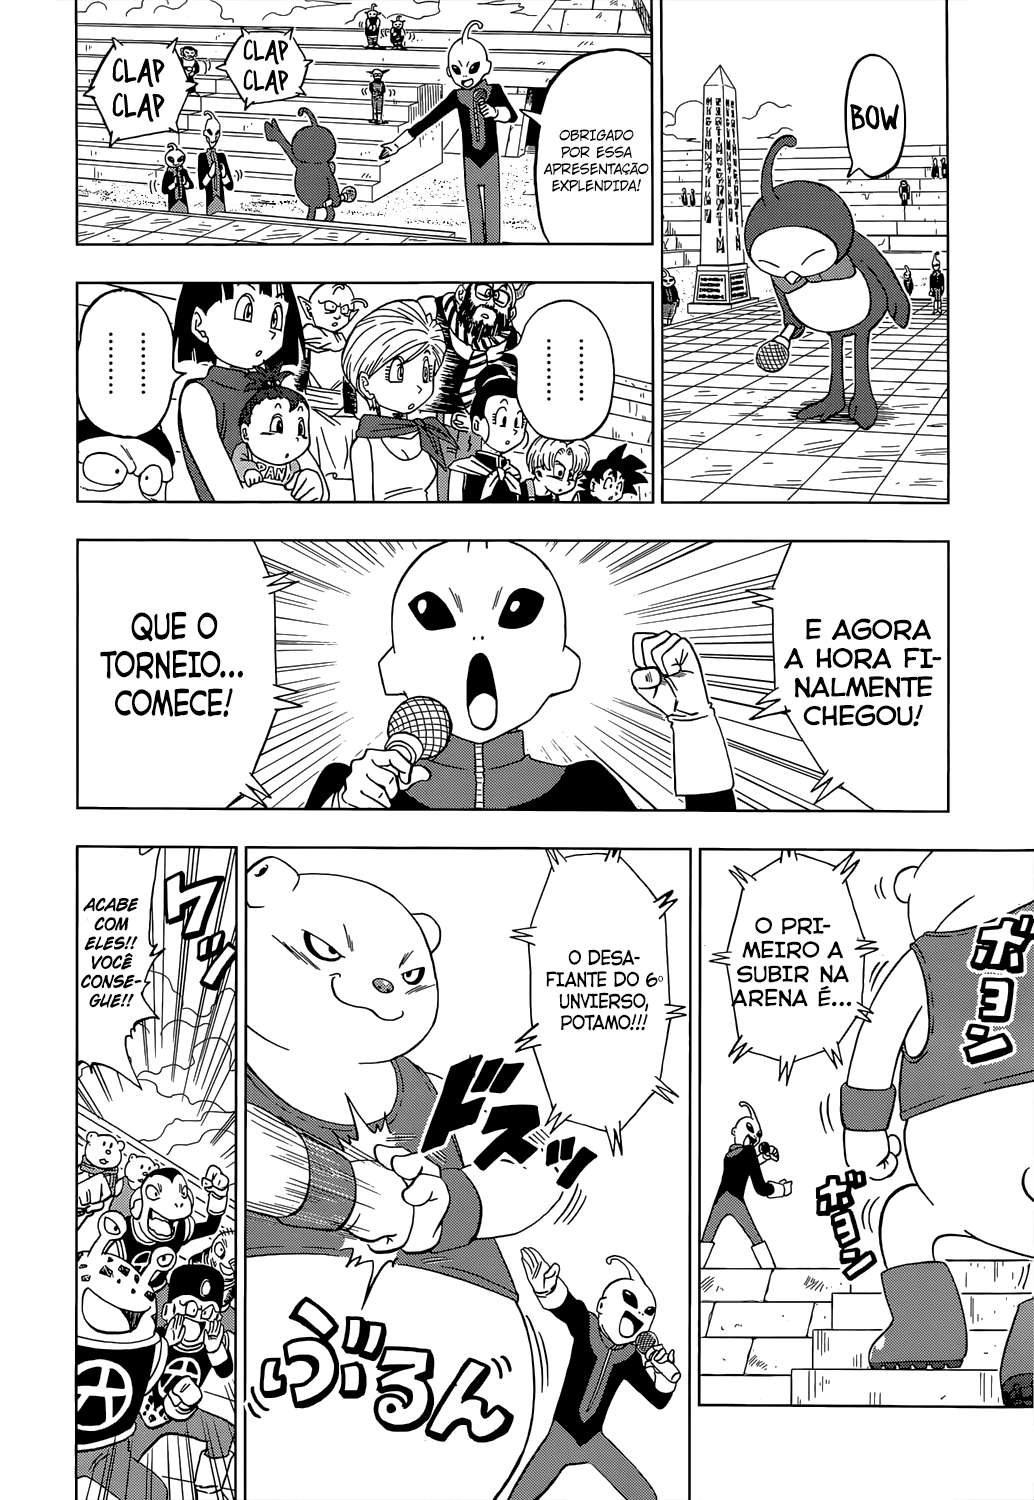 BOW
CLAP
CLAP
CLAP
CLAP
OBRIGADO
POR ESSA
APRESENTAÇÃO
EXPLENDIDA!
.......
.......
PAN
E AGORA
A HORA FI-
NALMENTE
CHEGOU!
QUE O
TORNEIO...
COMECE!
O PRI-
MEIRO A
SUBIR NA
ARENA É...
ボヨン
ボヨン
O DESA-
FIANTE DO 6º
UNVIERSO,
POTAMO!!!
ドスッ
ぶるん
ACABE
COM
ELES!!
VOCÊ
CONSE-
GUE!!
ワッ